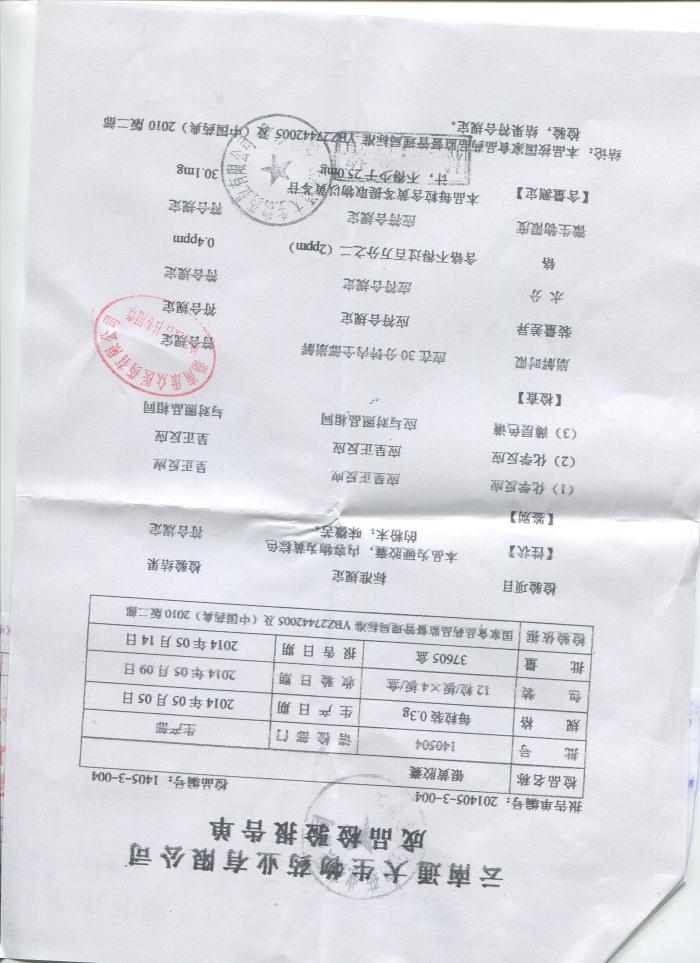 云南通大生物药业有限公司
成品检验报告单
报告单编号：201405-3-004 检品编号：1405-3-004
检品名称 银黄胶囊
批号 140504 请检部门 生产部
规格 每粒装0.3g 生产日期 2014年05月05日
包装 12粒/板×4板/盒 收验日期 2014年05月09日
批量 37605盒 报告日期 2014年05月14日
检验依据 国家食品药品监督管理局标准YBZ27442005及《中国药典》2010版二部
检验项目 标准规定 检验结果
【性状】 本品为硬胶囊，内容物为黄棕色
的粉末；味微苦。 符合规定
【鉴别】
（1）化学反应 应呈正反应 呈正反应
（2）化学反应 应呈正反应 呈正反应
（3）薄层色谱 应与对照品相同 与对照品相同
【检查】
崩解时限 应在30分钟内全部崩解 符合规定
装量差异 应符合规定 符合规定
水分 应符合规定 符合规定
铬 含铬不得过百万分之二（2ppm） 0.4ppm
微生物限度 应符合规定 符合规定
【含量测定】 本品每粒含黄芩提取物以黄芩苷
计，不得少于25.0mg 30.1mg
结论：本品按国家食品药品监督管理局标准YBZ27442005及《中国药典》2010版二部
检验，结果符合规定。